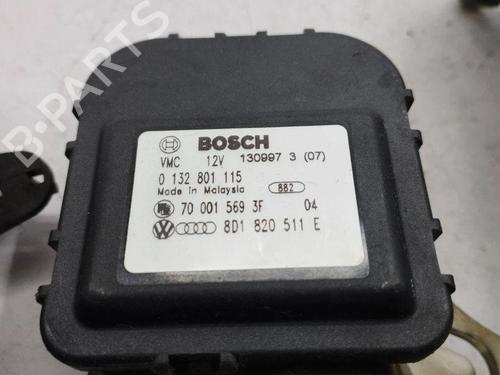 B-PARTS
BOSCH
VMC 12V 130997 3 (07)
0 132 801 115
Made in Malaysia 882
70 001 569 3F 04
8D1 820 511 E